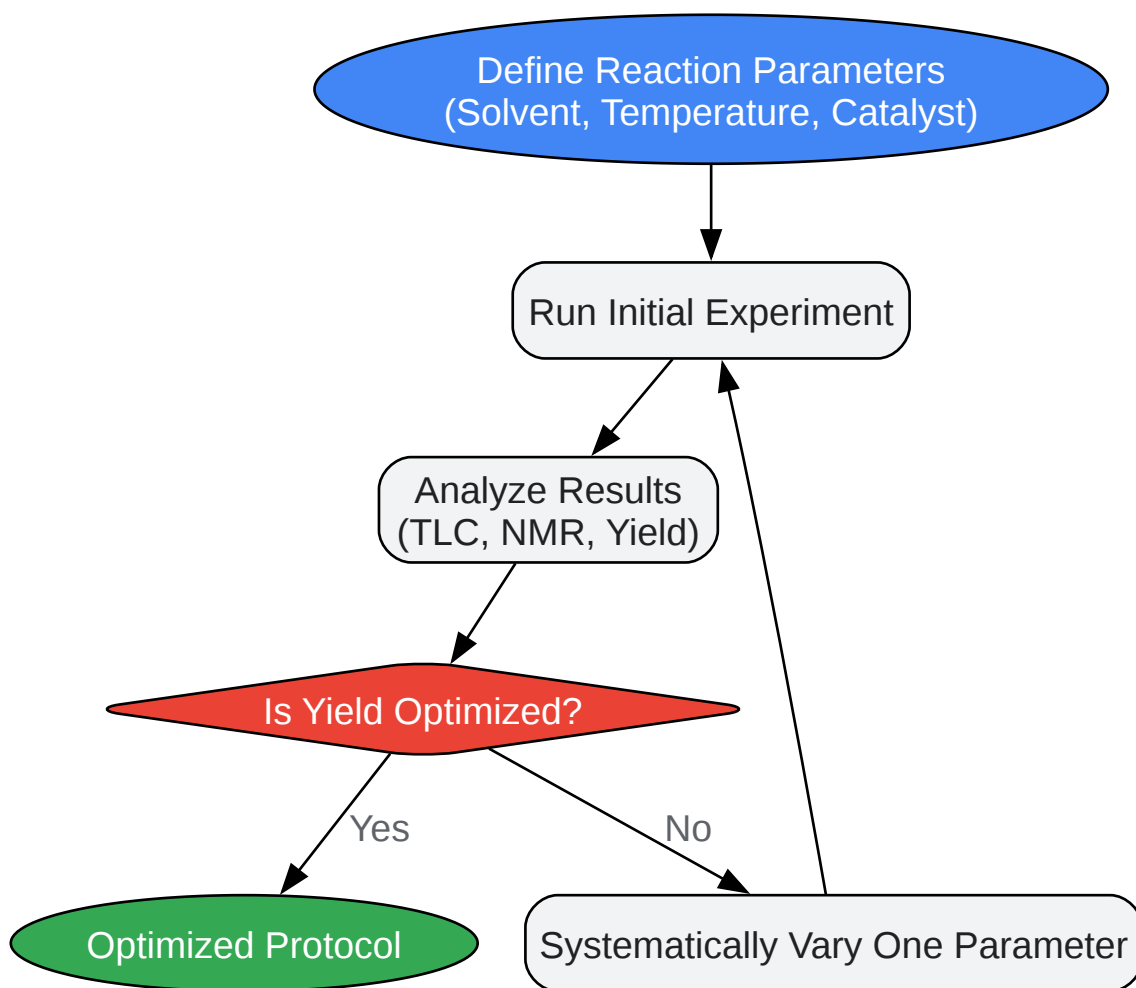 Define Reaction Parameters
(Solvent, Temperature, Catalyst)
Run Initial Experiment
Analyze Results
(TLC, NMR, Yield)
Is Yield Optimized?
Yes
No
Optimized Protocol
Systematically Vary One Parameter